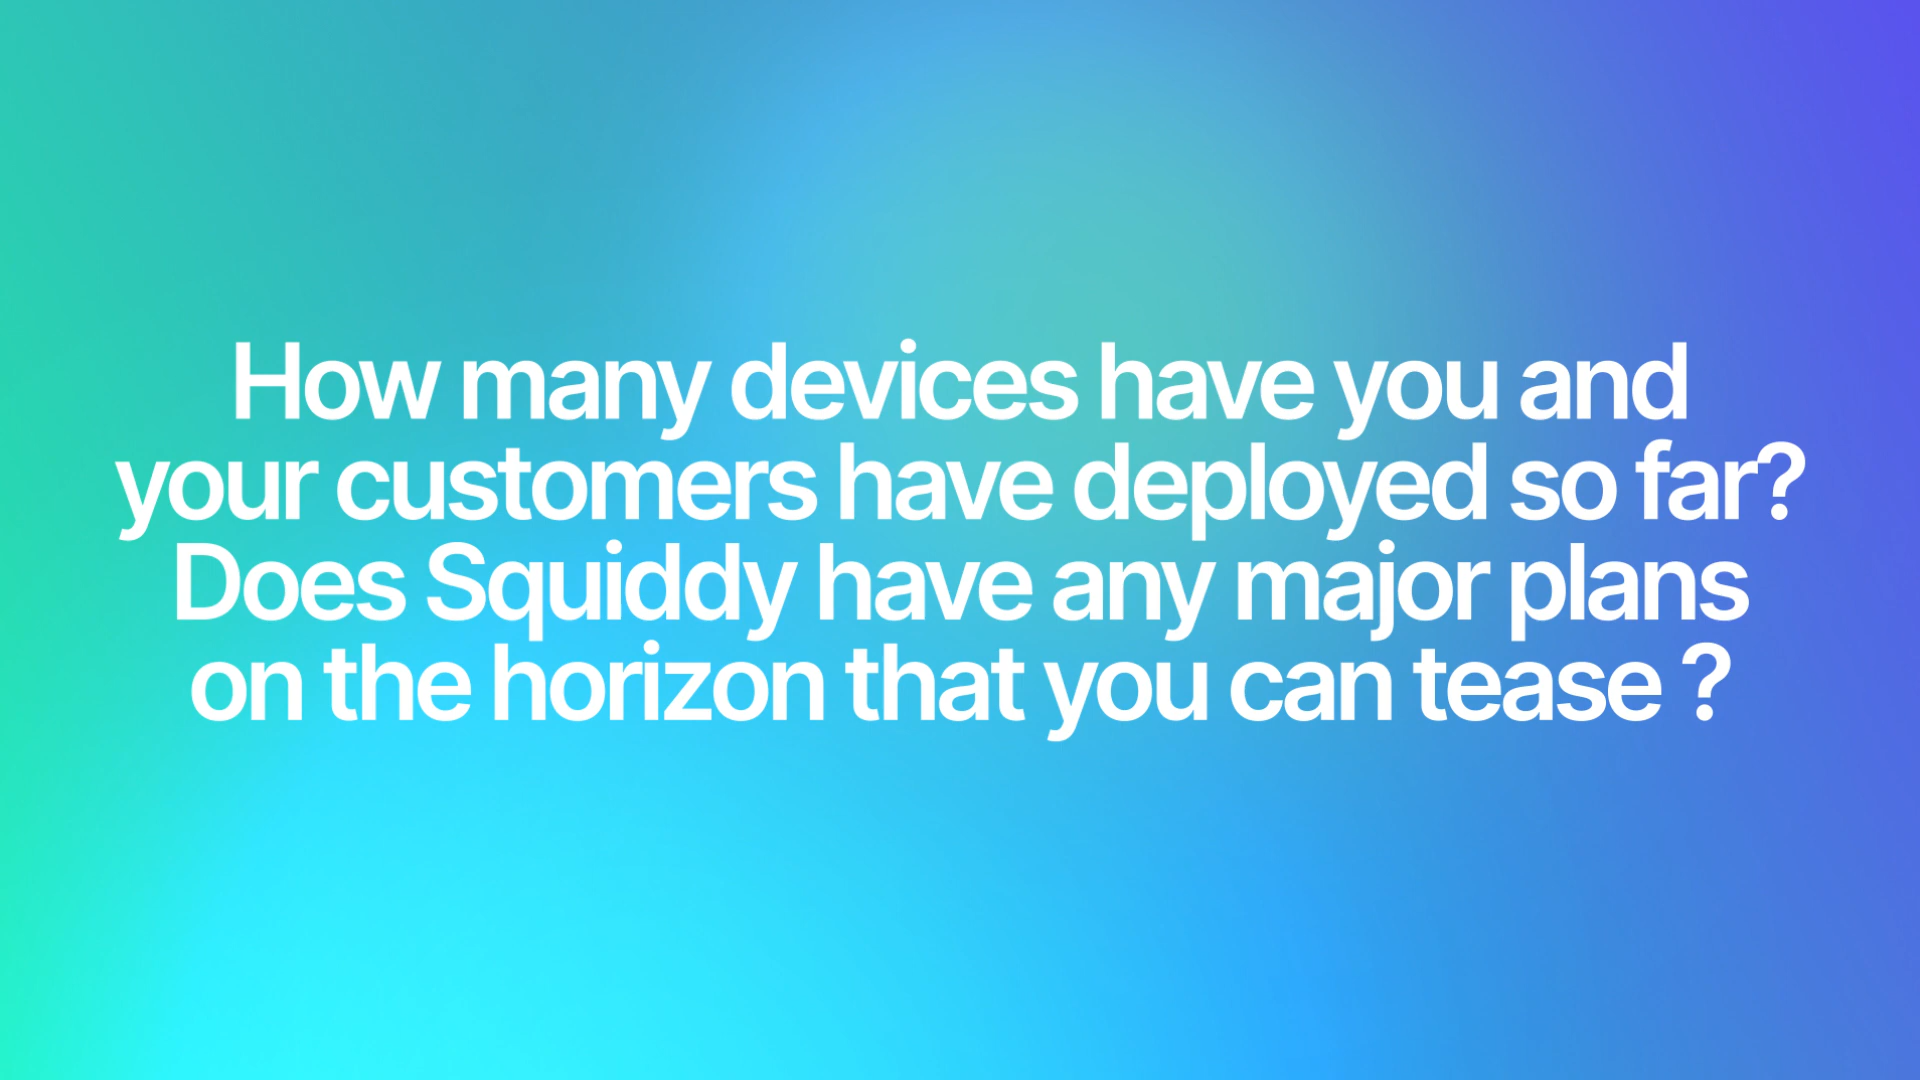 How many devices have you and
your customers have deployed so far?
Does Squiddy have any major plans
on the horizon that you can tease ?